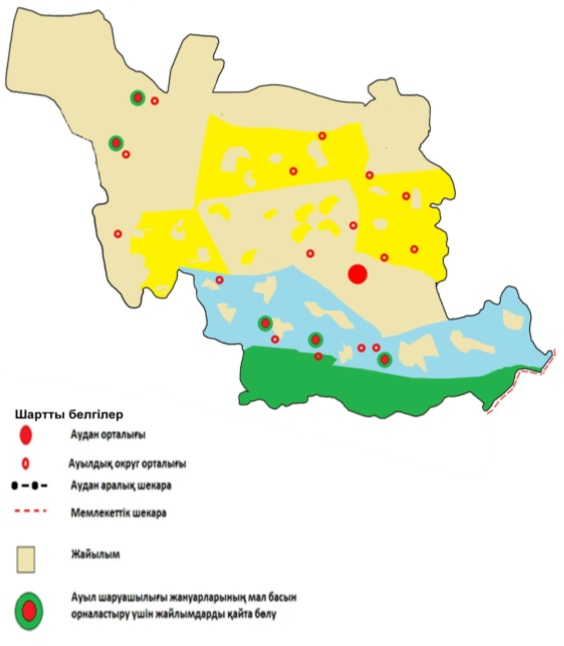 Шартты белгілер
Аудан орталығы
Ауылдық округ орталығы
Аудан аралық шекара
Мемлекеттік шекара
Жайылым
Ауыл шаруашылығы жануарларының мал басын
орналастыру үшін жайлымдарды қайта бөлу